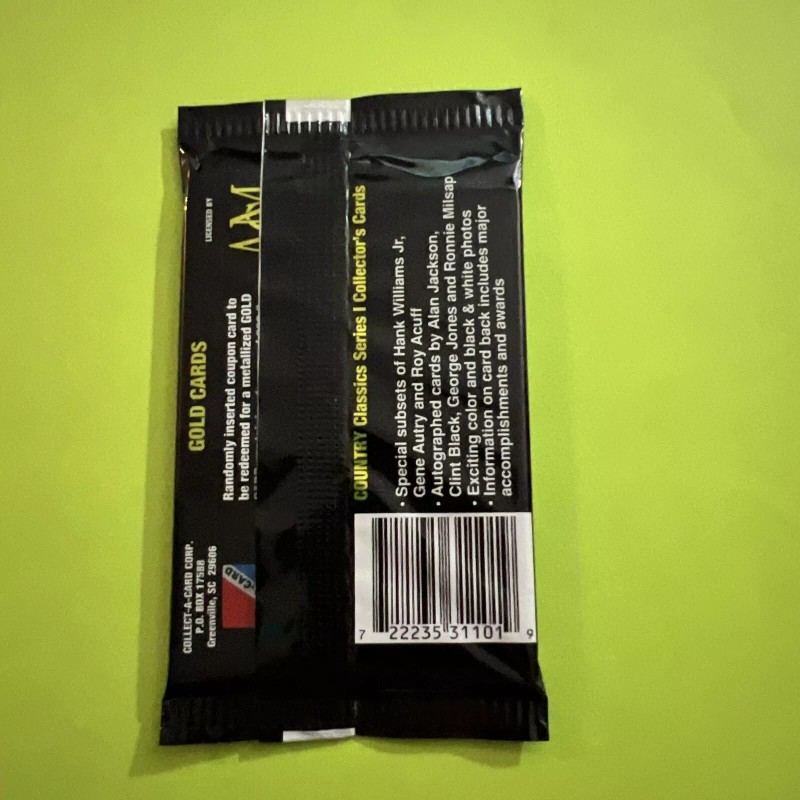 LICENSED BY
GOLD CARDS
Randomly inserted coupon card to
be redeemed for a metallized GOLD
COLLECT-A-CARD CORP.
P.O. BOX 17588
Greenville, SC 29606
-CARD
COUNTRY Classics Series I Collector's Cards
• Special subsets of Hank Williams Jr,
Gene Autry and Roy Acuff
• Autographed cards by Alan Jackson,
Clint Black, George Jones and Ronnie Milsap
• Exciting color and black & white photos
• Information on card back includes major
accomplishments and awards
7 22235 31101 9